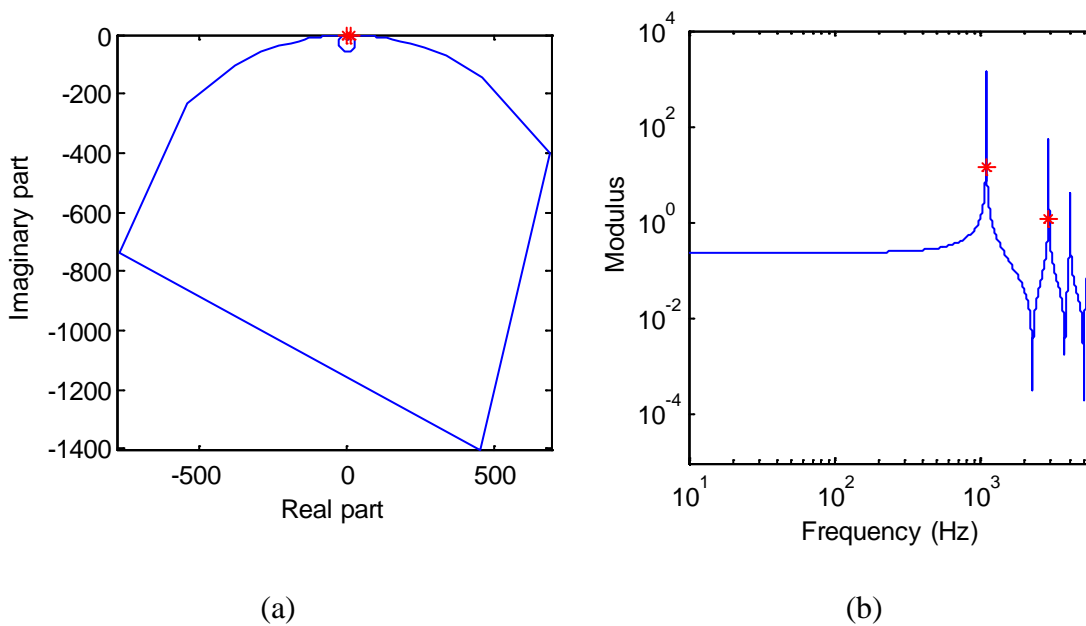 0
-200
-400
-600
-800
-1000
-1200
-1400
Imaginary part
-500 0 500
Real part
(a)
10^4
10^2
10^0
10^-2
10^-4
Modulus
10^1 10^2 10^3
Frequency (Hz)
(b)